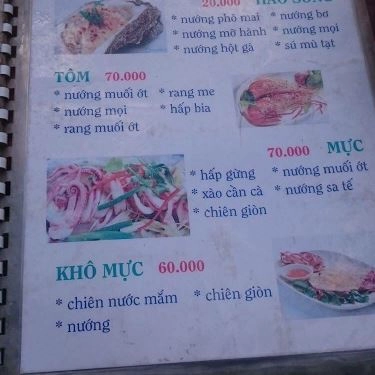 20.000 HÀO SỐNG
* nướng phô mai * nướng bơ
* nướng mỡ hành * nướng mọi
* nướng hột gà * sú mù tạt
TÔM 70.000
* nướng muối ớt * rang me
* nướng mọi * hấp bia
* rang muối ớt
70.000 MỰC
* hấp gừng * nướng muối ớt
* xào cần cà * nướng sa tế
* chiên giòn
KHÔ MỰC 60.000
* chiên nước mắm * chiên giòn
* nướng